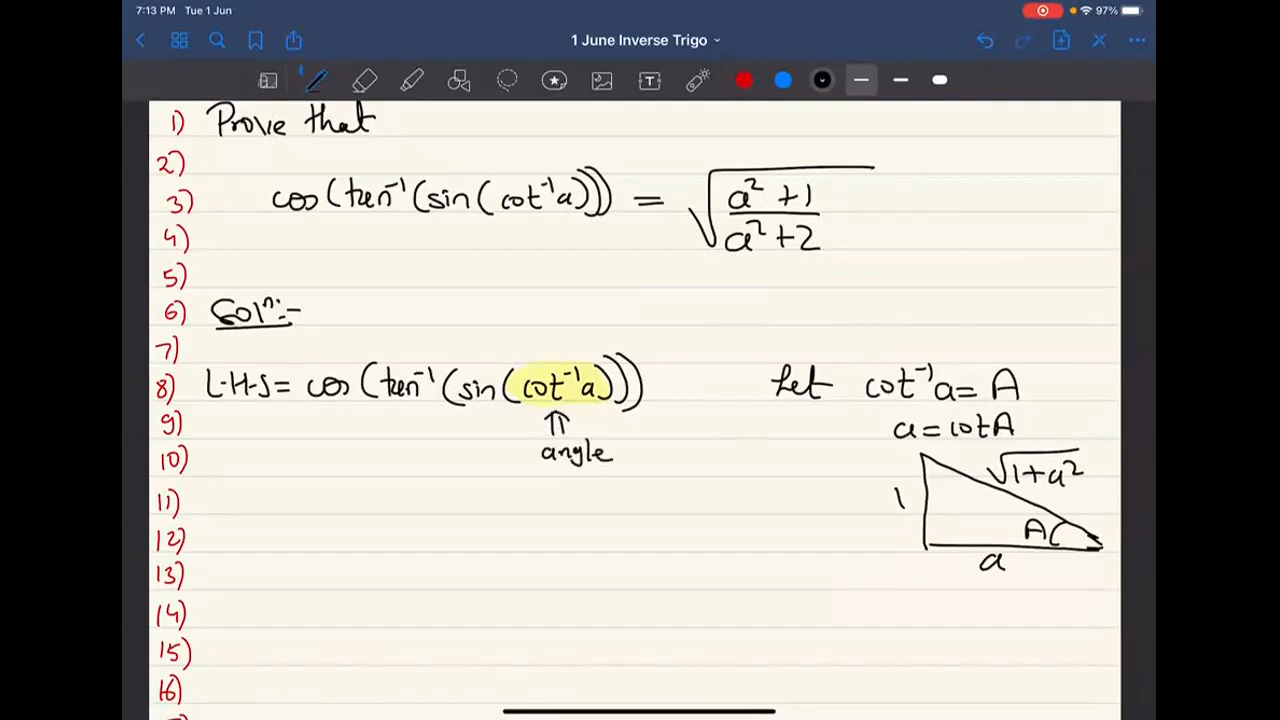 7:13 PM Tue 1 Jun 97%
1 June Inverse Trigo
1) Prove that
2)
3) cos(tan⁻¹(sin(cot⁻¹a))) = √((a² + 1)/(a² + 2))
4)
5)
6) Solⁿ:-
7)
8) L-H-S = cos(tan⁻¹(sin(cot⁻¹a))) Let cot⁻¹a = A
9) a = cot A
10) angle √1+a²
11) 1
12) A
13) a
14)
15)
16)